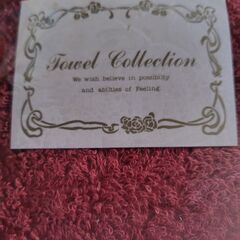 Towel Collection
We wish believe in possibility
and abilities of Feeling